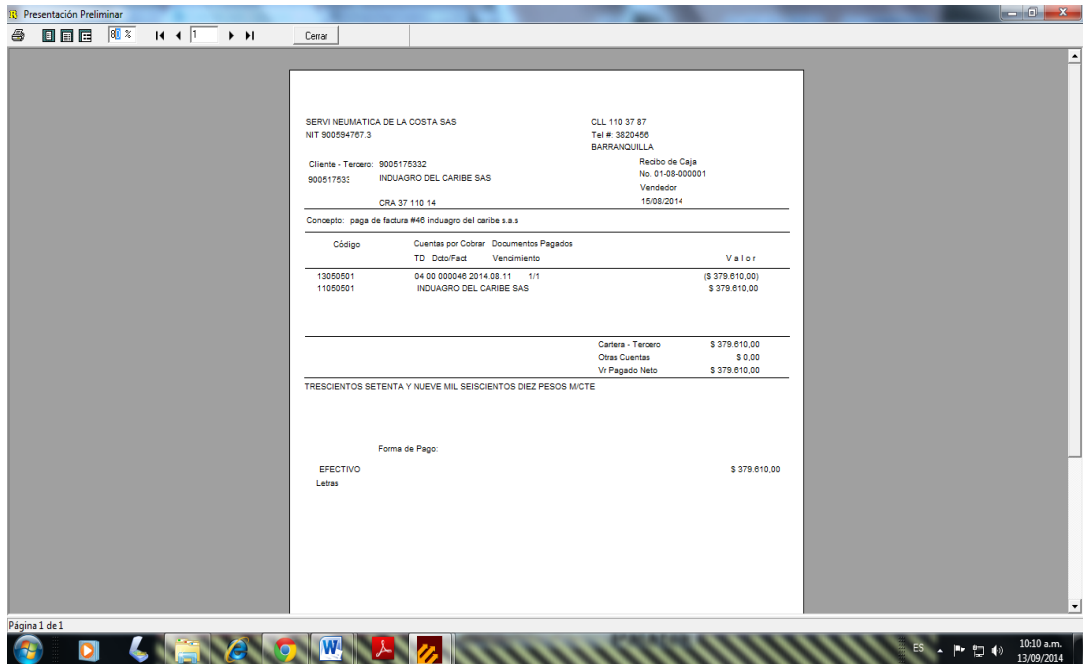 Presentación Preliminar
80 %
1
Cerrar
SERVI NEUMATICA DE LA COSTA SAS
NIT 900594767.3
CLL 110 37 87
Tel #: 3820456
BARRANQUILLA
Cliente - Tercero: 9005175332
90051753
INDUAGRO DEL CARIBE SAS
CRA 37 110 14
Recibo de Caja
No. 01-08-000001
Vendedor
15/08/2014
Concepto: paga de factura #46 induagro del caribe s.a.s
Código Cuentas por Cobrar Documentos Pagados
TD Dcto/Fact Vencimiento Valor
13050501 04 00 000046 2014.08.11 1/1 ($ 379.610,00)
11050501 INDUAGRO DEL CARIBE SAS $ 379.610,00
Cartera - Tercero $ 379.610,00
Otras Cuentas $ 0,00
Vr Pagado Neto $ 379.610,00
TRESCIENTOS SETENTA Y NUEVE MIL SEISCIENTOS DIEZ PESOS M/CTE
Forma de Pago:
EFECTIVO $ 379.610,00
Letras
Página 1 de 1
ES
10:10 a.m.
13/09/2014